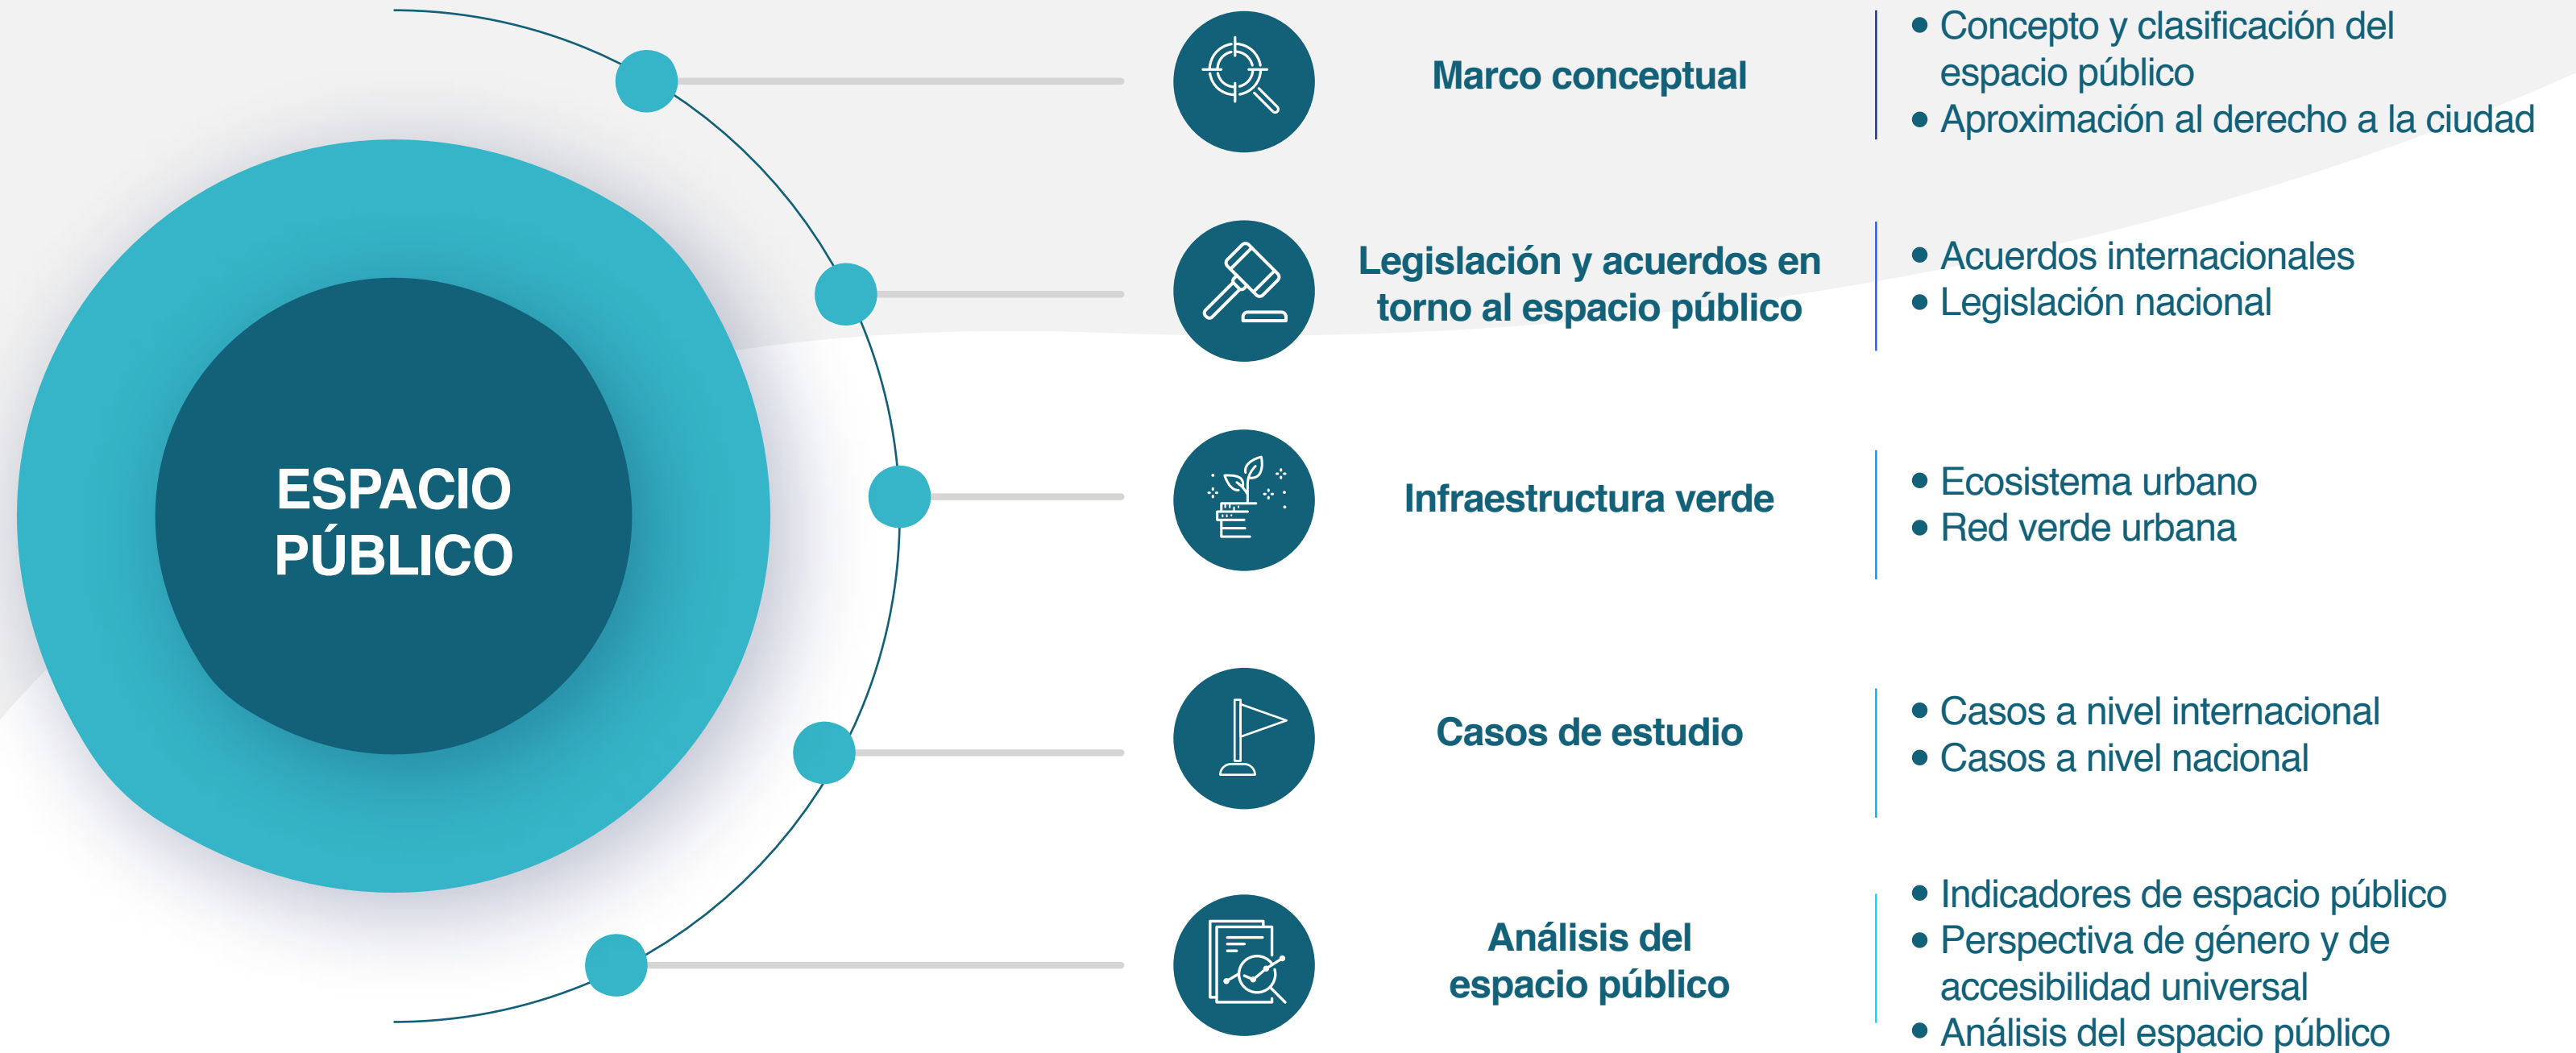 ESPACIO
PÚBLICO
Marco conceptual
• Concepto y clasificación del
espacio público
• Aproximación al derecho a la ciudad
Legislación y acuerdos en
torno al espacio público
• Acuerdos internacionales
• Legislación nacional
Infraestructura verde
• Ecosistema urbano
• Red verde urbana
Casos de estudio
• Casos a nivel internacional
• Casos a nivel nacional
Análisis del
espacio público
• Indicadores de espacio público
• Perspectiva de género y de
accesibilidad universal
• Análisis del espacio público